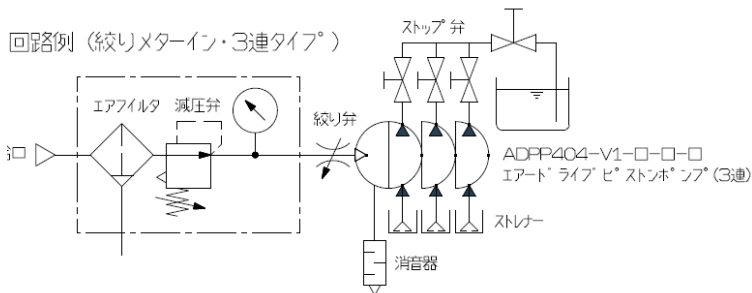 回路例 (絞りメターイン・3連タイプ)
ストップ弁
エアフィルタ 減圧弁
絞り弁
ADPP404-V1-□-□-□
エアードライブピストンポンプ(3連)
ストレナー
消音器